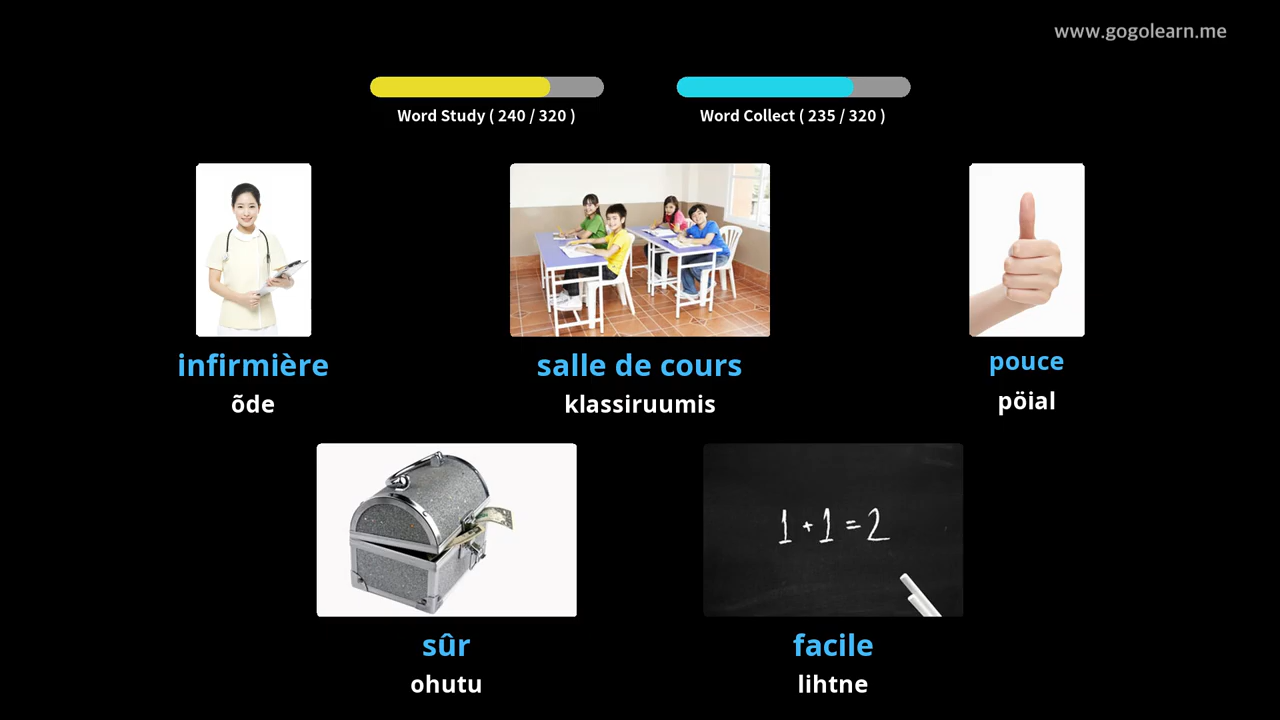 www.gogolearn.me
Word Study ( 240 / 320 )
Word Collect ( 235 / 320 )
infirmière
õde
salle de cours
klassiruumis
pouce
pöial
1 + 1 = 2
sûr
ohutu
facile
lihtne